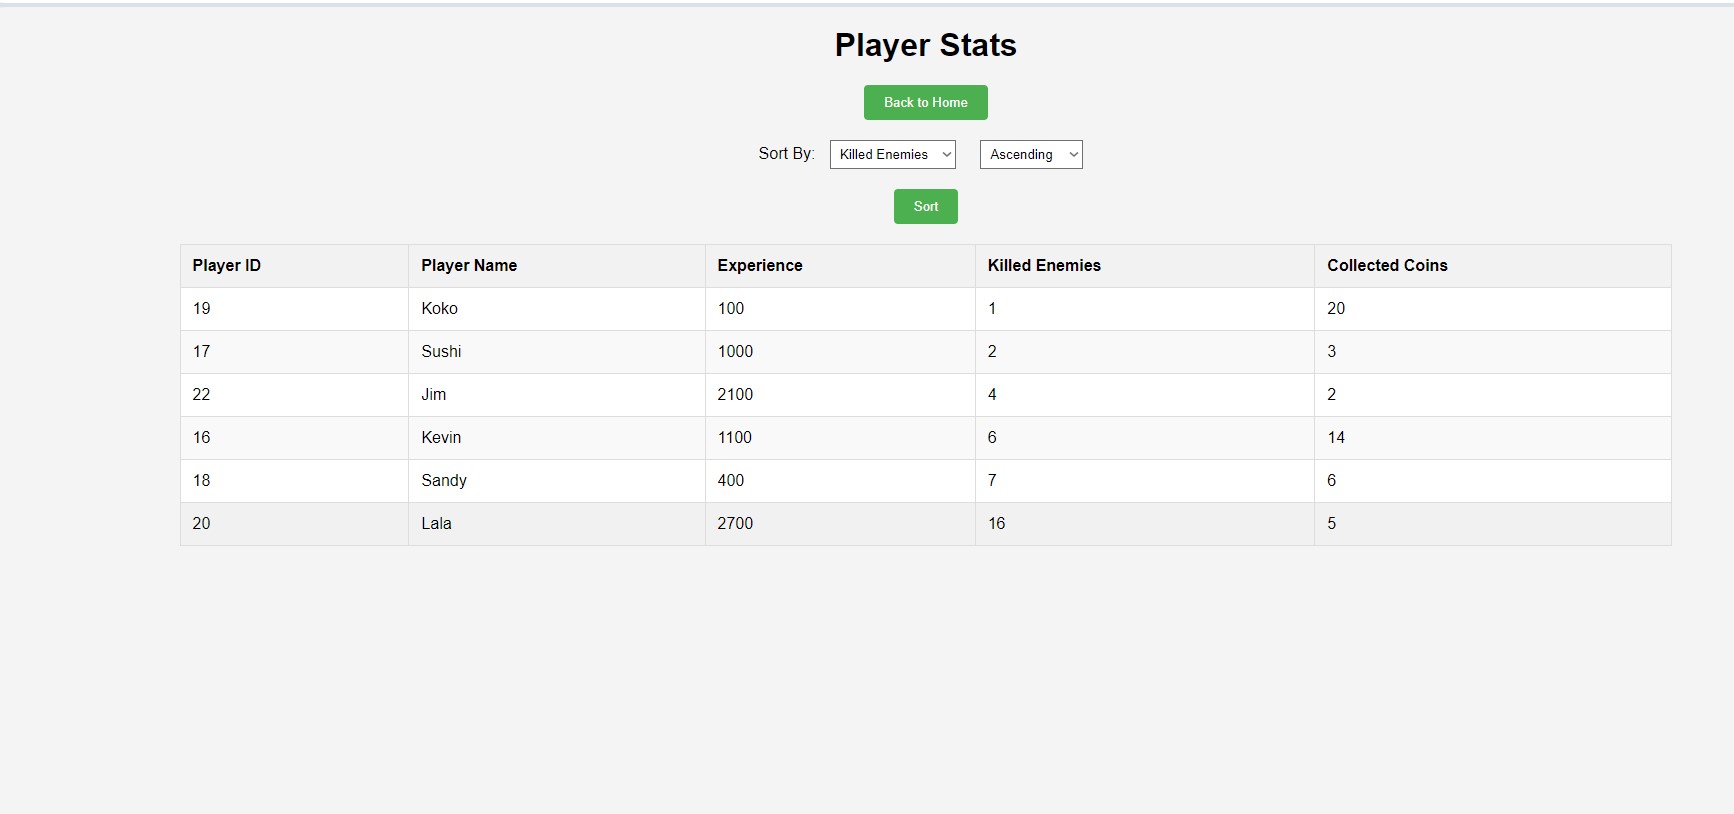 Player Stats
Back to Home
Sort By: Killed Enemies Ascending
Sort
Player ID Player Name Experience Killed Enemies Collected Coins
19 Koko 100 1 20
17 Sushi 1000 2 3
22 Jim 2100 4 2
16 Kevin 1100 6 14
18 Sandy 400 7 6
20 Lala 2700 16 5